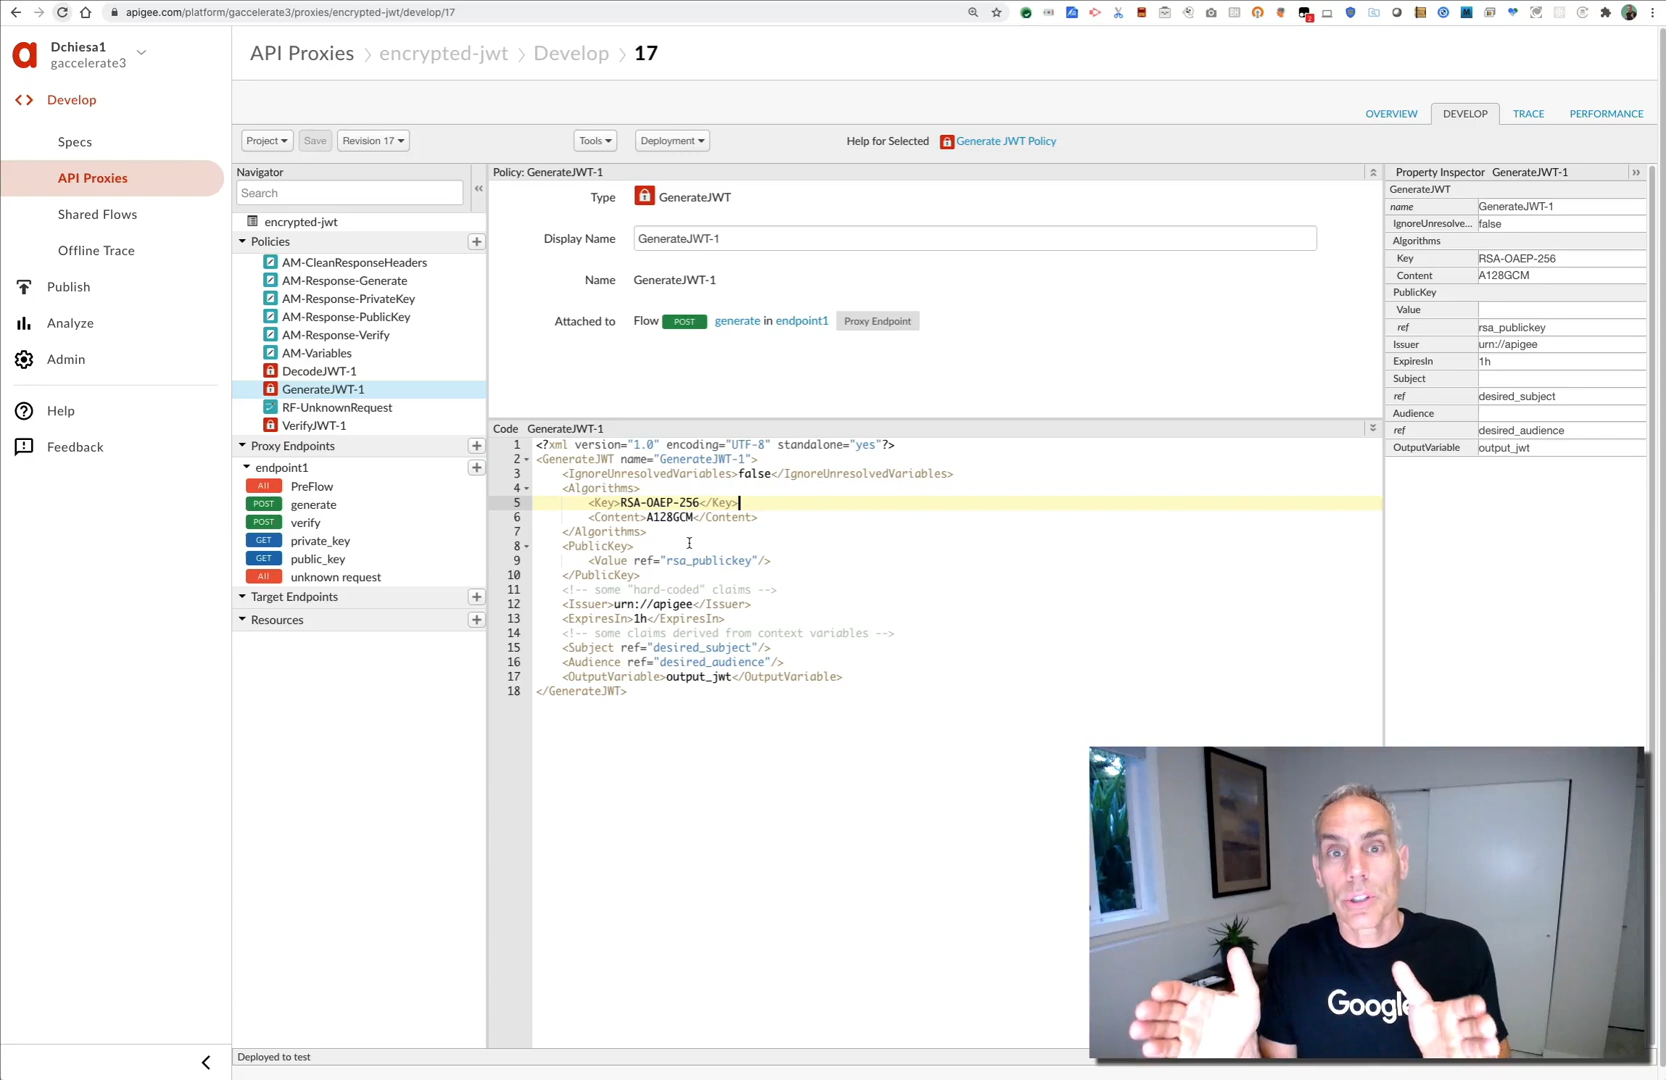 apigee.com/platform/gaccelerate3/proxies/encrypted-jwt/develop/17
Dchiesa1
gaccelerate3
Develop
Specs
API Proxies
Shared Flows
Offline Trace
Publish
Analyze
Admin
Help
Feedback
API Proxies > encrypted-jwt > Develop > 17
OVERVIEW DEVELOP TRACE PERFORMANCE
Project Save Revision 17 Tools Deployment Help for Selected Generate JWT Policy
Navigator
Search
encrypted-jwt
Policies
AM-CleanResponseHeaders
AM-Response-Generate
AM-Response-PrivateKey
AM-Response-PublicKey
AM-Response-Verify
AM-Variables
DecodeJWT-1
GenerateJWT-1
RF-UnknownRequest
VerifyJWT-1
Proxy Endpoints
endpoint1
All PreFlow
POST generate
POST verify
GET private_key
GET public_key
All unknown request
Target Endpoints
Resources
Policy: GenerateJWT-1
Type GenerateJWT
Display Name GenerateJWT-1
Name GenerateJWT-1
Attached to Flow POST generate in endpoint1 Proxy Endpoint
Code GenerateJWT-1
1 <?xml version="1.0" encoding="UTF-8" standalone="yes"?>
2 <GenerateJWT name="GenerateJWT-1">
3 <IgnoreUnresolvedVariables>false</IgnoreUnresolvedVariables>
4 <Algorithms>
5 <Key>RSA-OAEP-256</Key>
6 <Content>A128GCM</Content>
7 </Algorithms>
8 <PublicKey>
9 <Value ref="rsa_publickey"/>
10 </PublicKey>
11 <!-- some "hard-coded" claims -->
12 <Issuer>urn://apigee</Issuer>
13 <ExpiresIn>1h</ExpiresIn>
14 <!-- some claims derived from context variables -->
15 <Subject ref="desired_subject"/>
16 <Audience ref="desired_audience"/>
17 <OutputVariable>output_jwt</OutputVariable>
18 </GenerateJWT>
Property Inspector GenerateJWT-1
GenerateJWT
name GenerateJWT-1
IgnoreUnresolve... false
Algorithms
Key RSA-OAEP-256
Content A128GCM
PublicKey
Value
ref rsa_publickey
Issuer urn://apigee
ExpiresIn 1h
Subject
ref desired_subject
Audience
ref desired_audience
OutputVariable output_jwt
Google
Deployed to test